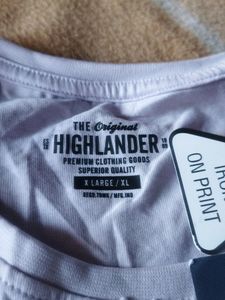 THE Original
HIGHLANDER
PREMIUM CLOTHING GOODS
SUPERIOR QUALITY
X LARGE / XL
ON PRINT